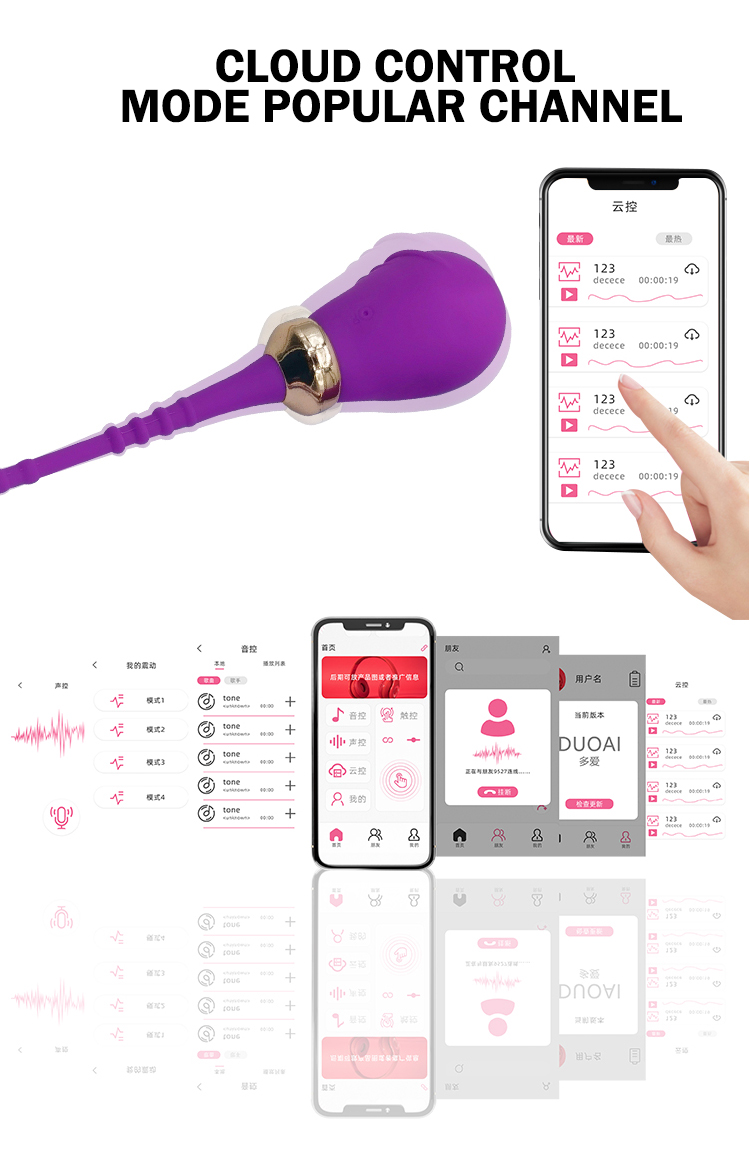 CLOUD CONTROL
MODE POPULAR CHANNEL
云控
最新
最热
123
decece 00:00:19
123
decece 00:00:19
123
decece
123
decece 00:00:19
声控
我的震动
模式1
模式2
模式3
模式4
音控
本地 播放列表
歌曲 歌手
tone
00:00
tone
00:00
tone
00:00
tone
00:00
tone
00:00
首页
后期可放产品图或者推广信息
音控
触控
声控
云控
我的
首页 朋友 我的
朋友
正在与朋友9527连线......
挂断
首页 朋友 我的
用户名
当前版本
DUOAI
多爱
检查更新
朋友 我的
云控
最新 最热
123
decece 00:00:19
123
decece 00:00:19
123
decece 00:00:19
123
decece 00:00:19